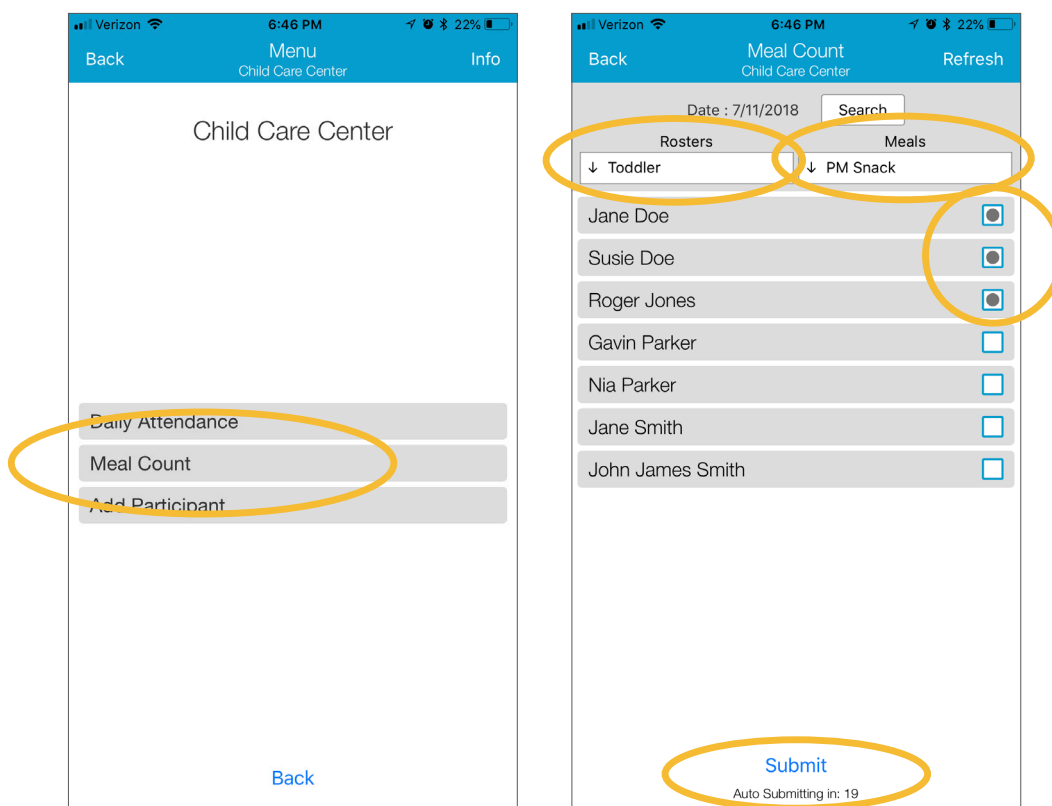 Verizon 6:46 PM 22%
Back Menu Info
Child Care Center
Child Care Center
Daily Attendance
Meal Count
Add Participant
Back
Verizon 6:46 PM 22%
Back Meal Count Refresh
Child Care Center
Date : 7/11/2018 Search
Rosters Meals
↓ Toddler ↓ PM Snack
Jane Doe
Susie Doe
Roger Jones
Gavin Parker
Nia Parker
Jane Smith
John James Smith
Submit
Auto Submitting in: 19